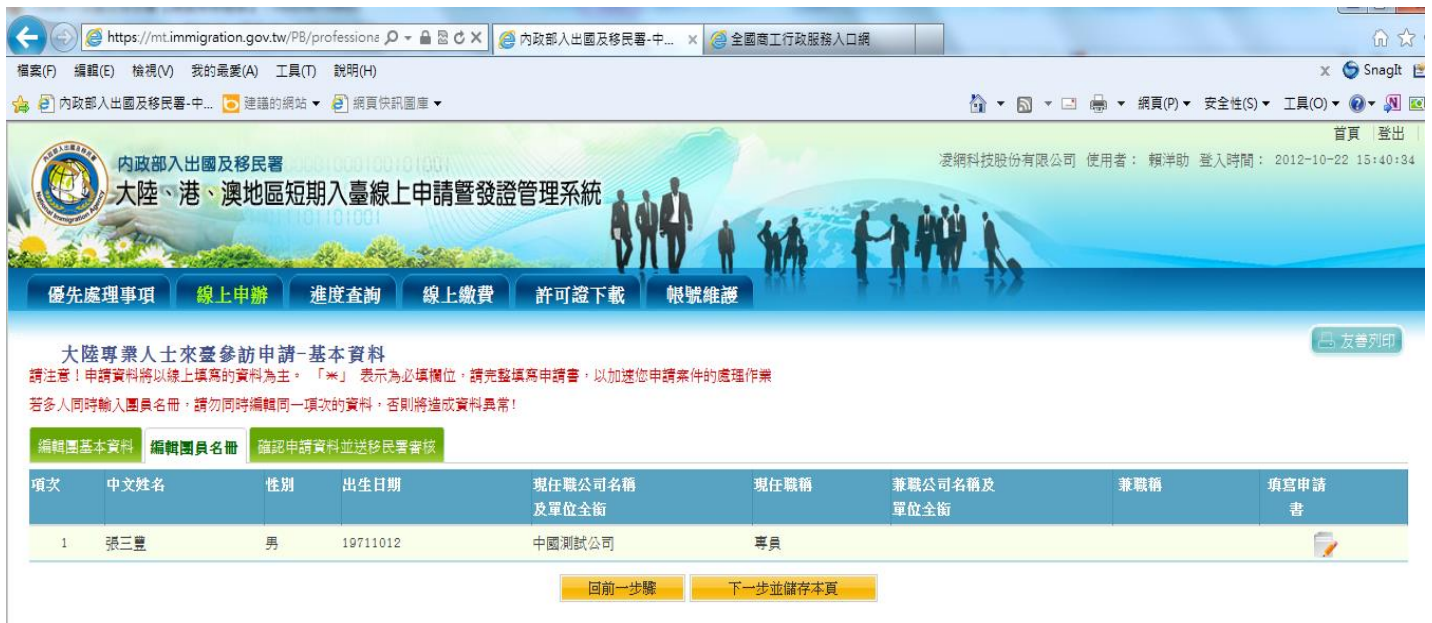 https://mt.immigration.gov.tw/PB/professiona 內政部入出國及移民署-中... 全國商工行政服務入口網
檔案(F) 編輯(E) 檢視(V) 我的最愛(A) 工具(T) 說明(H) SnagIt
內政部入出國及移民署-中... 建議的網站 網頁快訊圖庫 網頁(P) 安全性(S) 工具(O)
首頁 登出
內政部入出國及移民署 凌網科技股份有限公司 使用者： 賴洋助 登入時間： 2012-10-22 15:40:34
大陸、港、澳地區短期入臺線上申請暨發證管理系統
優先處理事項 線上申辦 進度查詢 線上繳費 許可證下載 帳號維護
友善列印
大陸專業人士來臺參訪申請-基本資料
請注意！申請資料將以線上填寫的資料為主。 「*」 表示為必填欄位，請完整填寫申請書，以加速您申請案件的處理作業
若多人同時輸入團員名冊，請勿同時編輯同一項次的資料，否則將造成資料異常!
編輯團基本資料 編輯團員名冊 確認申請資料並送移民署審核
項次 中文姓名 性別 出生日期 現任職公司名稱 現任職稱 兼職公司名稱及 兼職稱 填寫申請
及單位全銜 單位全銜 書
1 張三豐 男 19711012 中國測試公司 專員
回前一步驟 下一步並儲存本頁